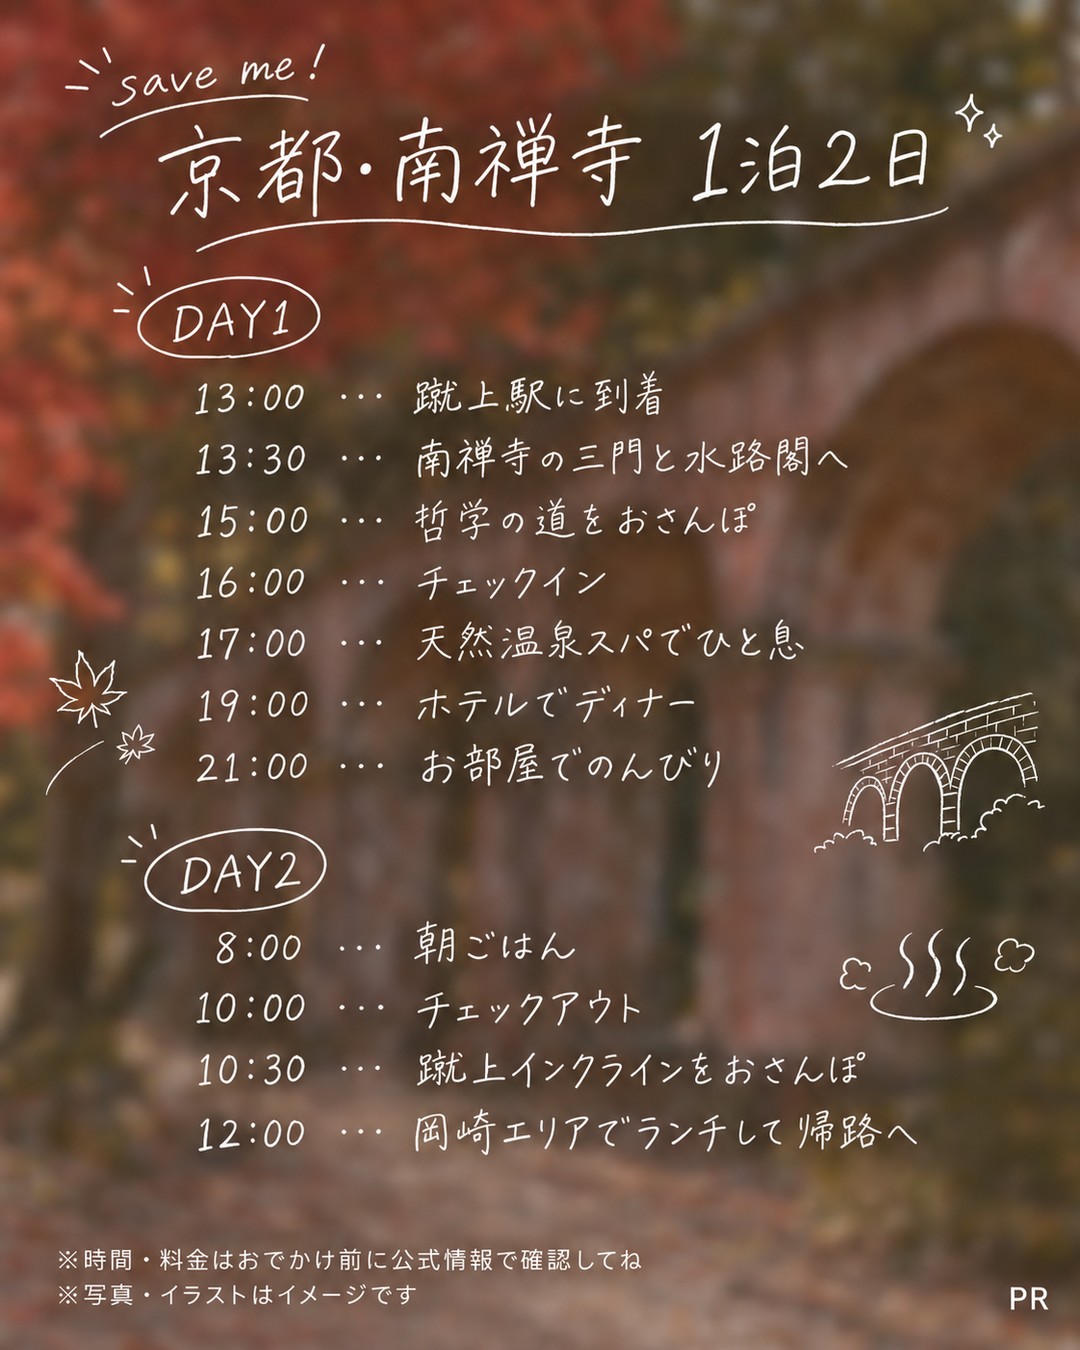 save me!
京都・南禅寺 1泊2日
DAY1
13:00 … 蹴上駅に到着
13:30 … 南禅寺の三門と水路閣へ
15:00 … 哲学の道をおさんぽ
16:00 … チェックイン
17:00 … 天然温泉スパでひと息
19:00 … ホテルでディナー
21:00 … お部屋でのんびり
DAY2
8:00 … 朝ごはん
10:00 … チェックアウト
10:30 … 蹴上インクラインをおさんぽ
12:00 … 岡崎エリアでランチして帰路へ
※時間・料金はおでかけ前に公式情報で確認してね
※写真・イラストはイメージです
PR